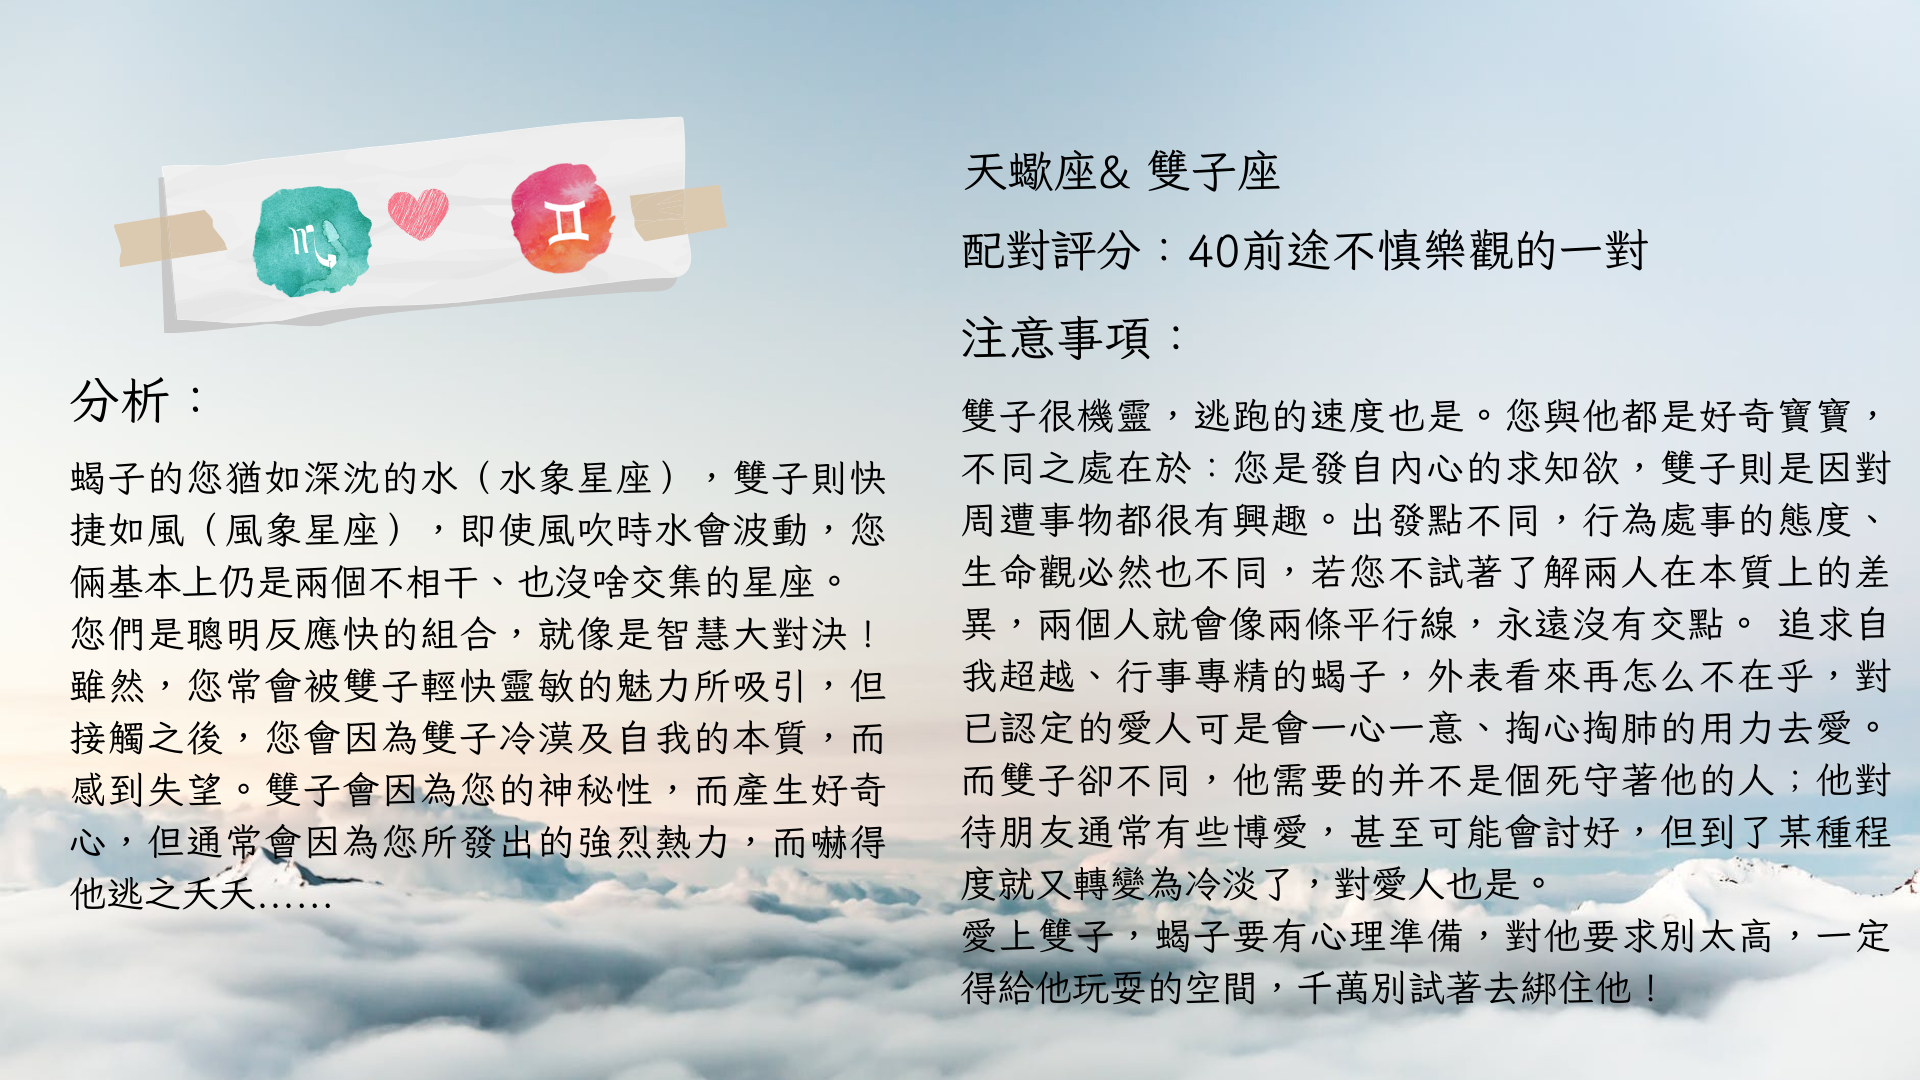 分析：
蝎子的您猶如深沈的水（水象星座），雙子則快
捷如風（風象星座），即使風吹時水會波動，您
倆基本上仍是兩個不相干、也沒啥交集的星座。
您們是聰明反應快的組合，就像是智慧大對決！
雖然，您常會被雙子輕快靈敏的魅力所吸引，但
接觸之後，您會因為雙子冷漠及自我的本質，而
感到失望。雙子會因為您的神秘性，而產生好奇
心，但通常會因為您所發出的強烈熱力，而嚇得
他逃之夭夭……
天蠍座& 雙子座
配對評分：40前途不慎樂觀的一對
注意事項：
雙子很機靈，逃跑的速度也是。您與他都是好奇寶寶，
不同之處在於：您是發自內心的求知欲，雙子則是因對
周遭事物都很有興趣。出發點不同，行為處事的態度、
生命觀必然也不同，若您不試著了解兩人在本質上的差
異，兩個人就會像兩條平行線，永遠沒有交點。 追求自
我超越、行事專精的蝎子，外表看來再怎么不在乎，對
已認定的愛人可是會一心一意、掏心掏肺的用力去愛。
而雙子卻不同，他需要的并不是個死守著他的人；他對
待朋友通常有些博愛，甚至可能會討好，但到了某種程
度就又轉變為冷淡了，對愛人也是。
愛上雙子，蝎子要有心理準備，對他要求別太高，一定
得給他玩耍的空間，千萬別試著去綁住他！